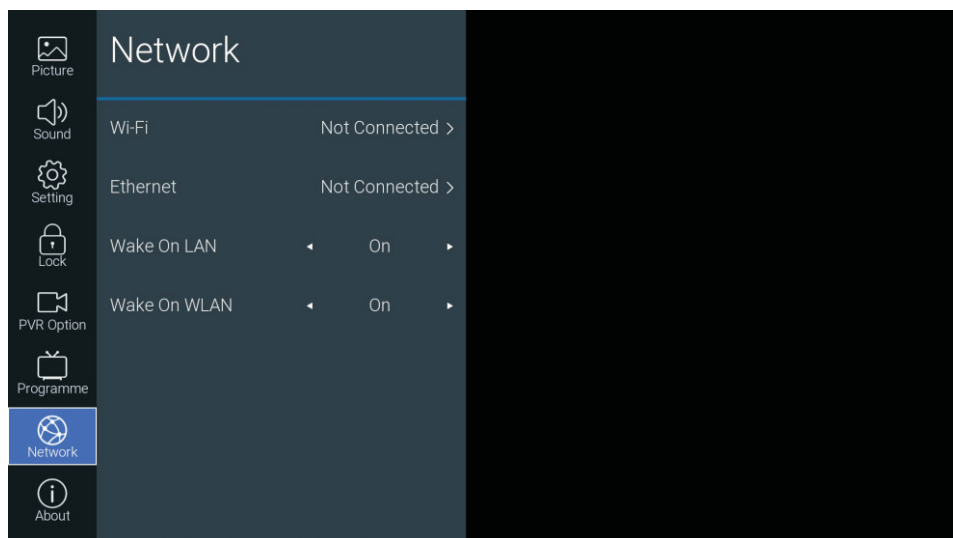 Picture
Sound
Setting
Lock
PVR Option
Programme
Network
About
Network
Wi-Fi Not Connected >
Ethernet Not Connected >
Wake On LAN ◂ On ▸
Wake On WLAN ◂ On ▸